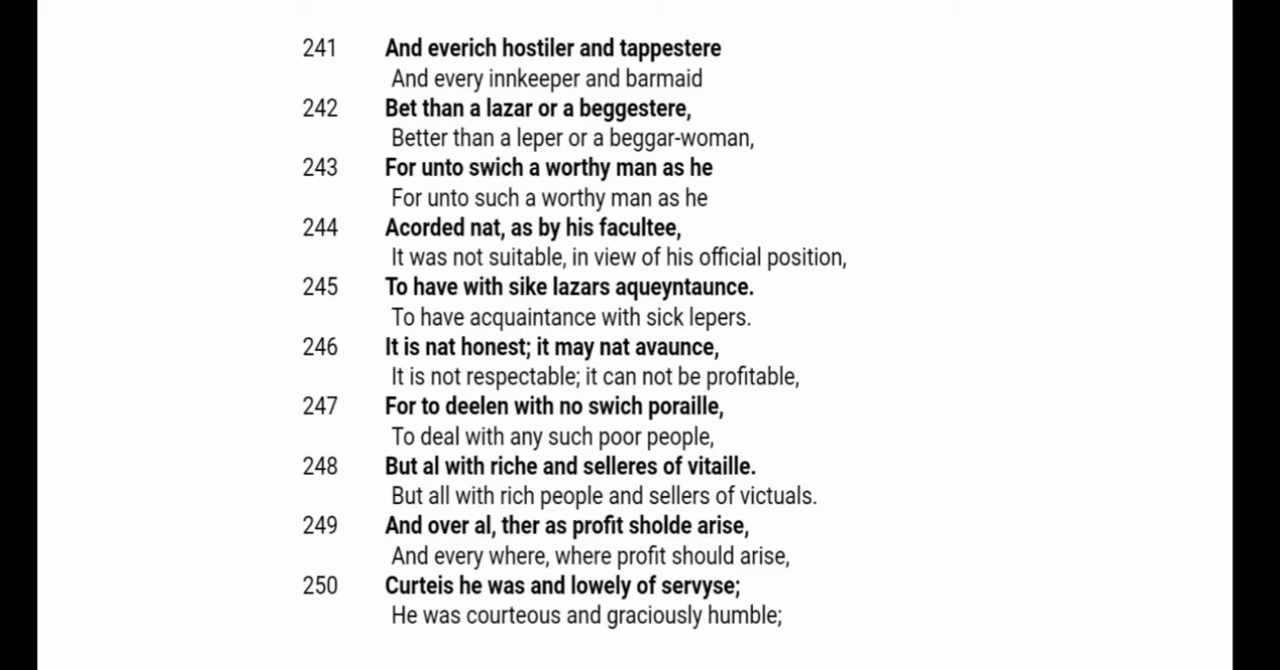 241 And everich hostiler and tappestere
And every innkeeper and barmaid
242 Bet than a lazar or a beggestere,
Better than a leper or a beggar-woman,
243 For unto swich a worthy man as he
For unto such a worthy man as he
244 Acorded nat, as by his facultee,
It was not suitable, in view of his official position,
245 To have with sike lazars aqueyntaunce.
To have acquaintance with sick lepers.
246 It is nat honest; it may nat avaunce,
It is not respectable; it can not be profitable,
247 For to deelen with no swich poraille,
To deal with any such poor people,
248 But al with riche and selleres of vitaille.
But all with rich people and sellers of victuals.
249 And over al, ther as profit sholde arise,
And every where, where profit should arise,
250 Curteis he was and lowely of servyse;
He was courteous and graciously humble;